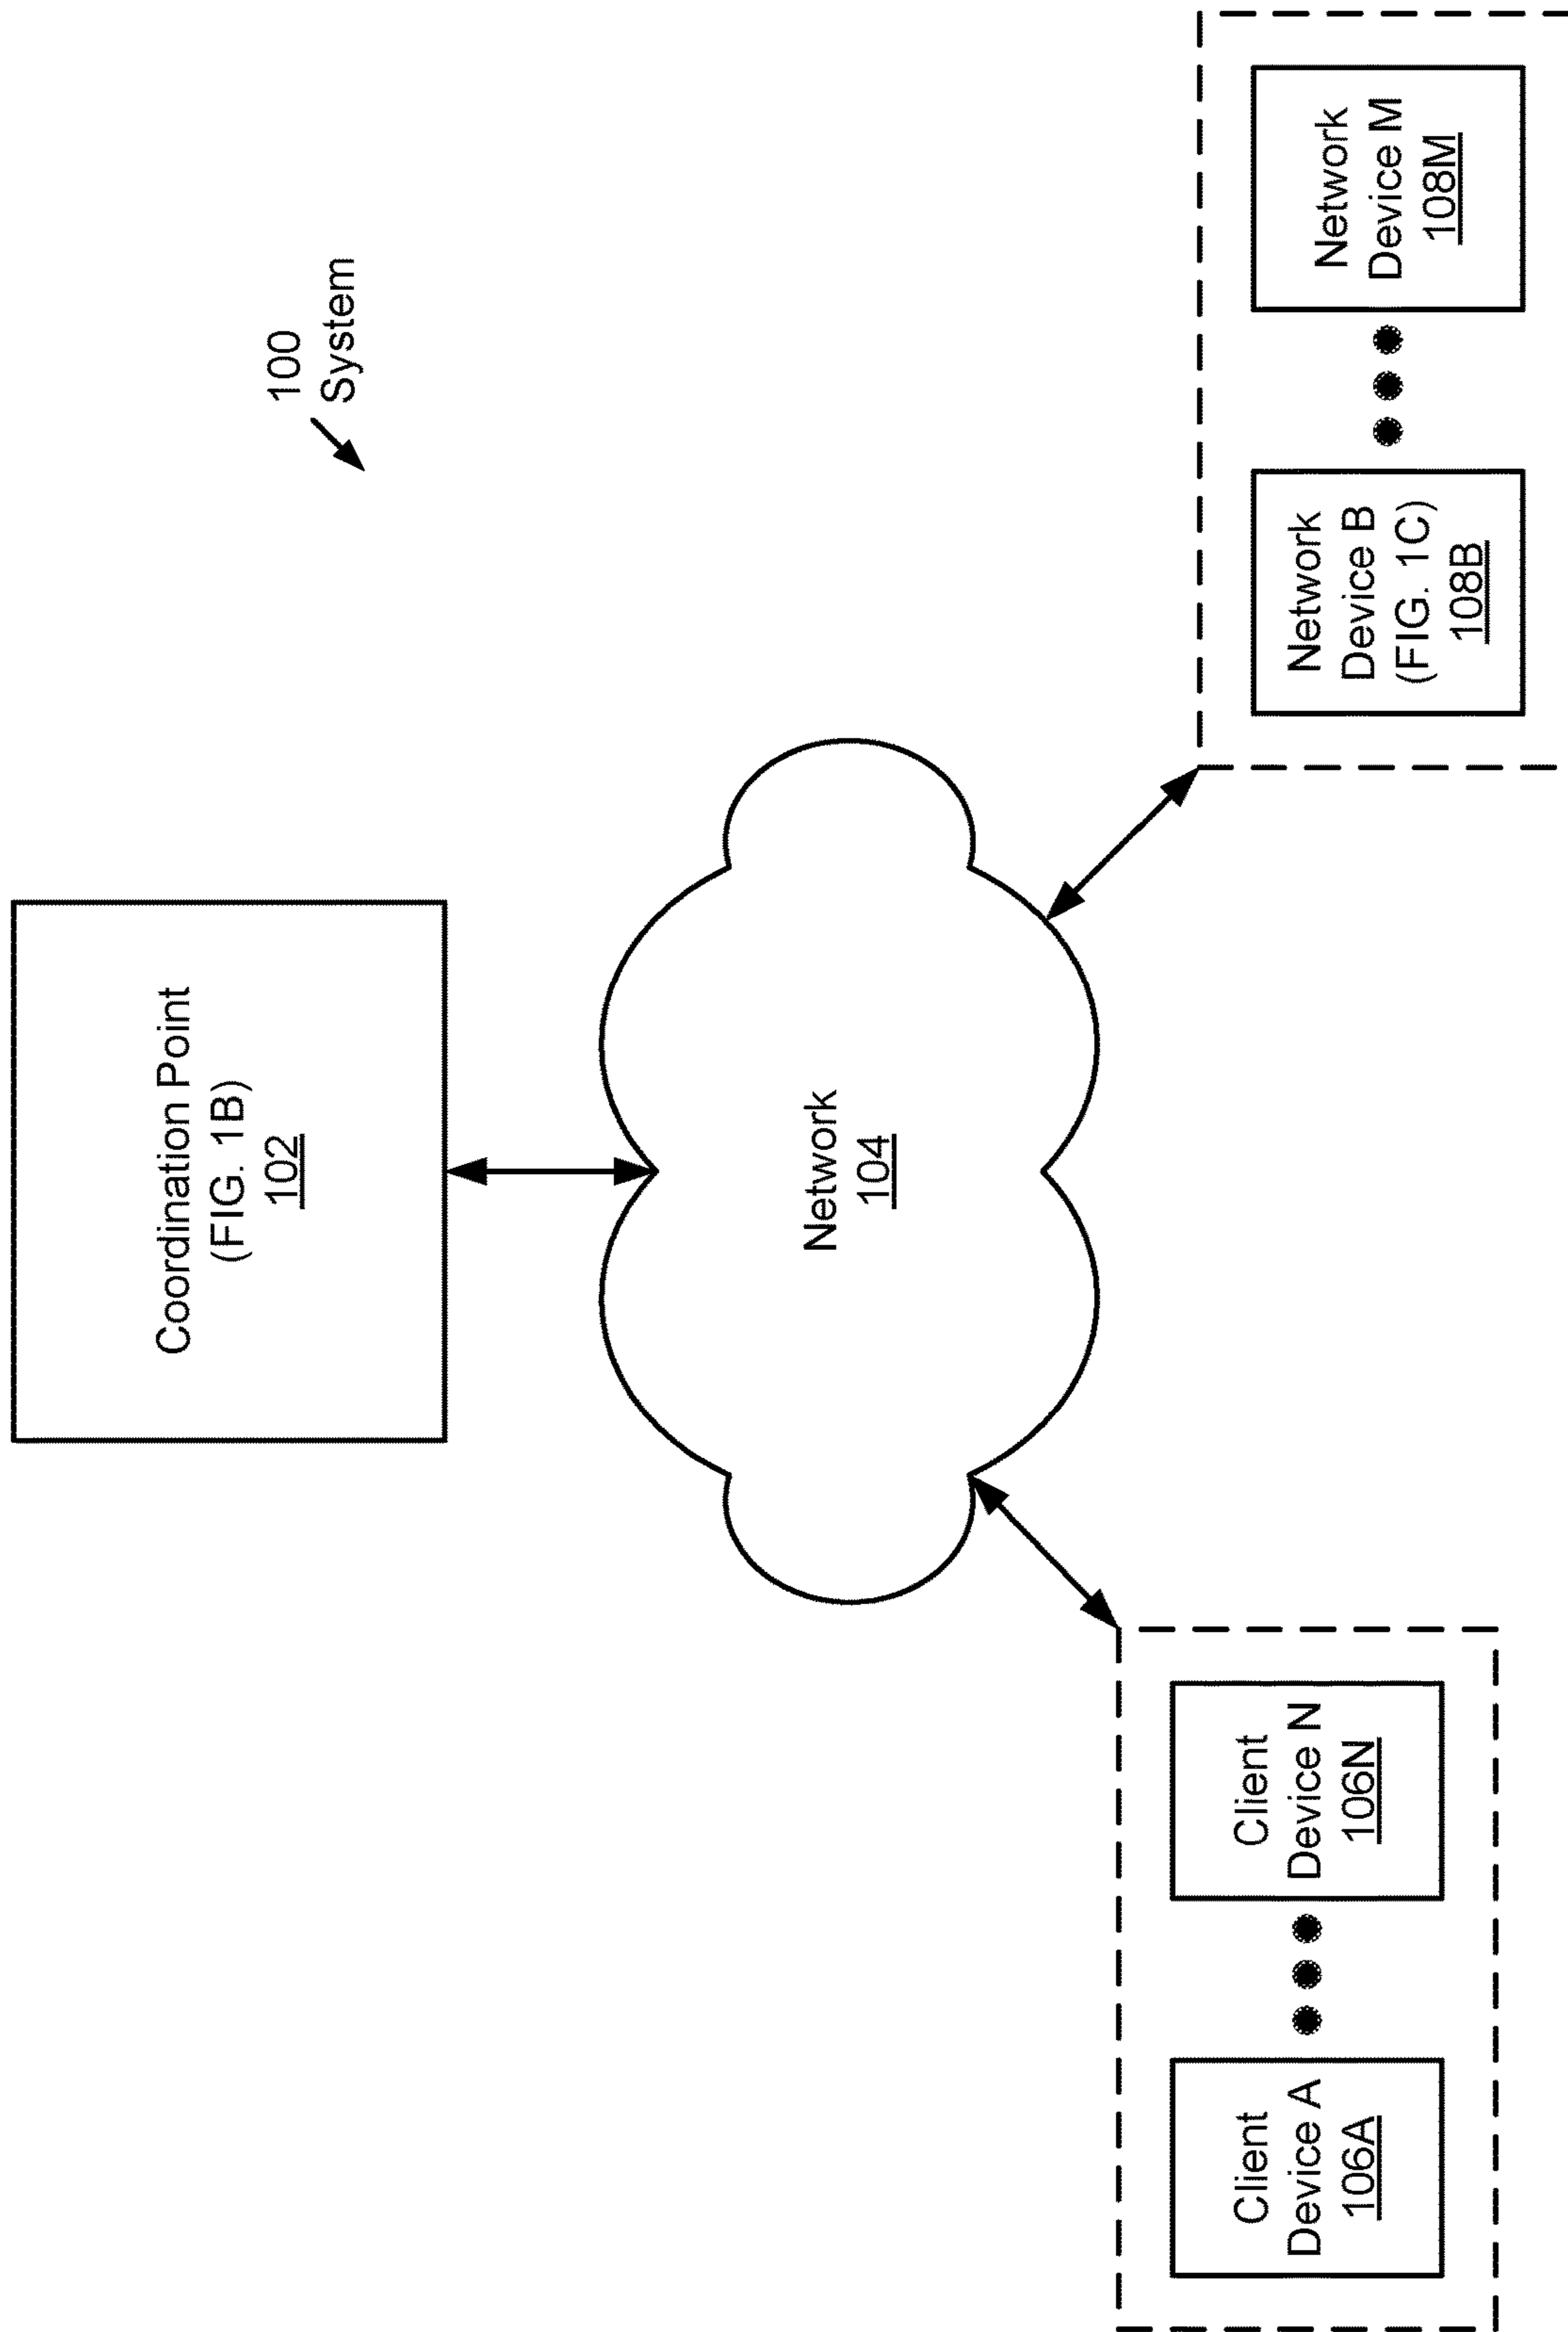 100
System
Coordination Point
(FIG. 1B)
102
Network
104
Client
Device A
106A
Client
Device N
106N
Network
Device B
(FIG. 1C)
108B
Network
Device M
108M